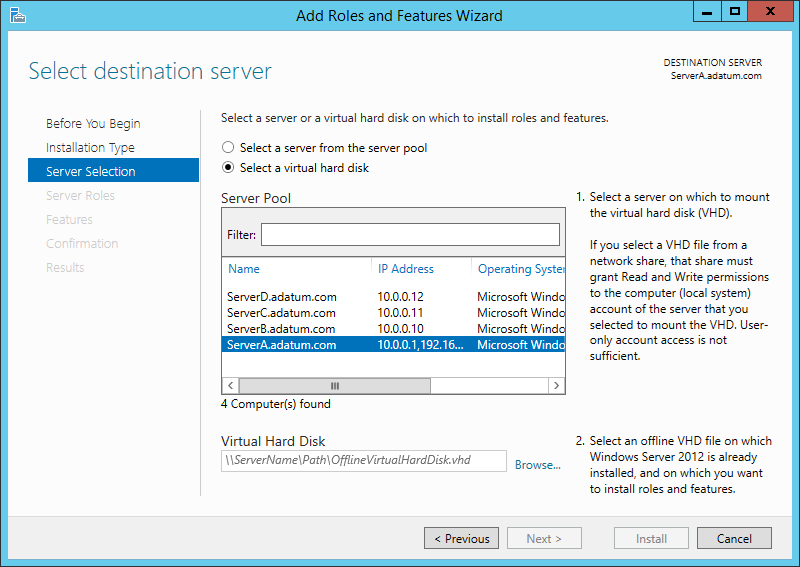 Add Roles and Features Wizard
Select destination server
DESTINATION SERVER
ServerA.adatum.com
Before You Begin
Installation Type
Server Selection
Server Roles
Features
Confirmation
Results
Select a server or a virtual hard disk on which to install roles and features.
Select a server from the server pool
Select a virtual hard disk
Server Pool
Filter:
Name IP Address Operating System
ServerD.adatum.com 10.0.0.12 Microsoft Windo
ServerC.adatum.com 10.0.0.11 Microsoft Windo
ServerB.adatum.com 10.0.0.10 Microsoft Windo
ServerA.adatum.com 10.0.0.1,192.16... Microsoft Windo
4 Computer(s) found
1. Select a server on which to mount
the virtual hard disk (VHD).
If you select a VHD file from a
network share, that share must
grant Read and Write permissions
to the computer (local system)
account of the server that you
selected to mount the VHD. User-
only account access is not
sufficient.
Virtual Hard Disk
\\ServerName\Path\OfflineVirtualHardDisk.vhd
Browse...
2. Select an offline VHD file on which
Windows Server 2012 is already
installed, and on which you want
to install roles and features.
< Previous Next > Install Cancel